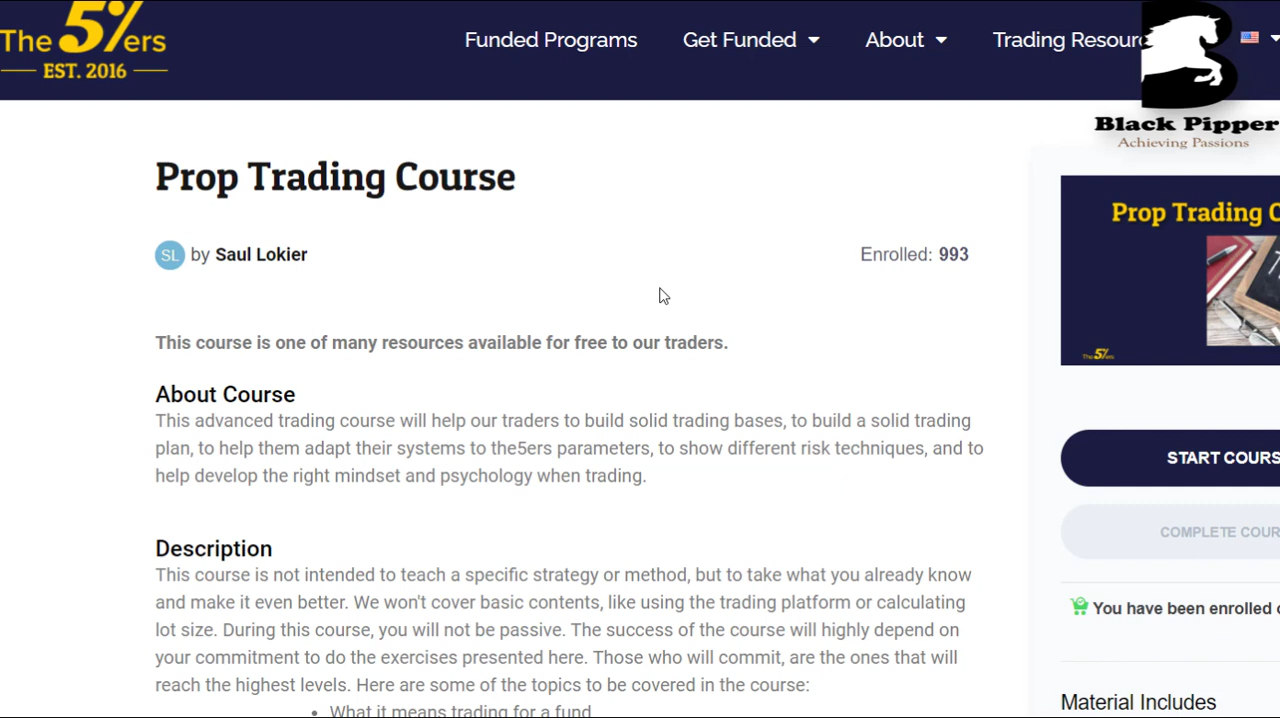 The 5%ers
EST. 2016
Funded Programs
Get Funded
About
Trading Resour
B
Black Pipper
Achieving Passions
Prop Trading Course
SL by Saul Lokier
Enrolled: 993
This course is one of many resources available for free to our traders.
About Course
This advanced trading course will help our traders to build solid trading bases, to build a solid trading
plan, to help them adapt their systems to the5ers parameters, to show different risk techniques, and to
help develop the right mindset and psychology when trading.
Description
This course is not intended to teach a specific strategy or method, but to take what you already know
and make it even better. We won't cover basic contents, like using the trading platform or calculating
lot size. During this course, you will not be passive. The success of the course will highly depend on
your commitment to do the exercises presented here. Those who will commit, are the ones that will
reach the highest levels. Here are some of the topics to be covered in the course:
• What it means trading for a fund
Prop Trading C
The5%ers
START COURS
COMPLETE COUR
You have been enrolled o
Material Includes